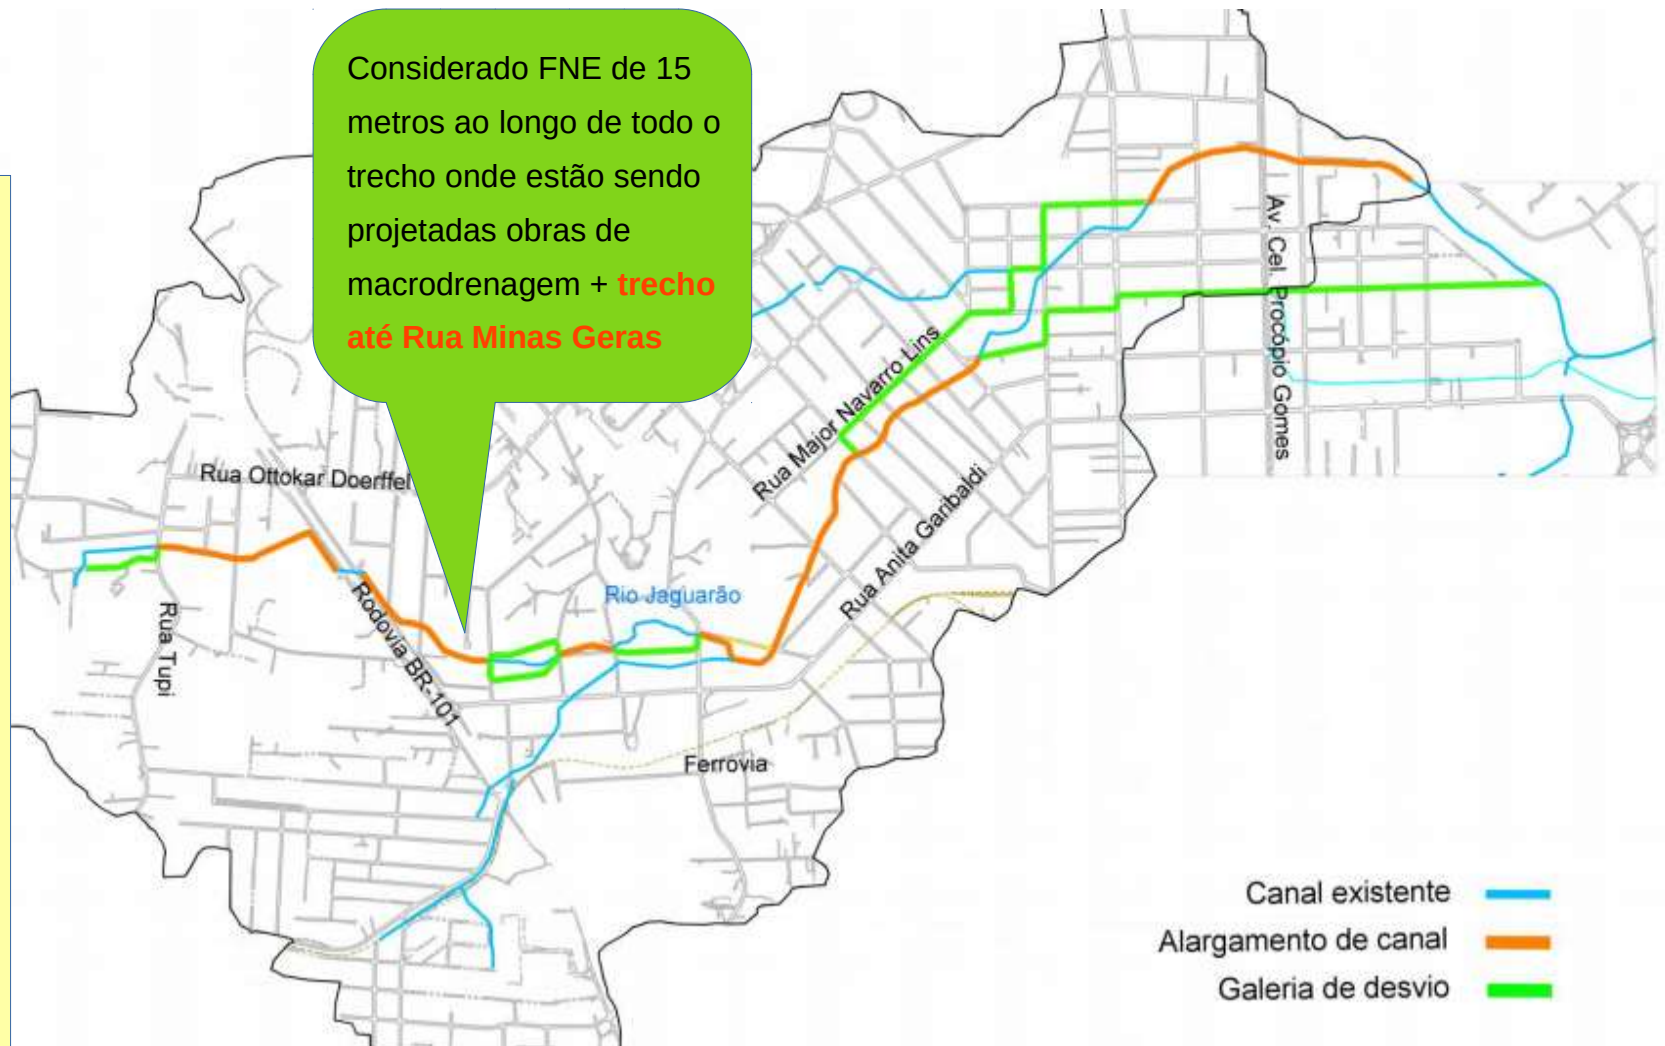 Considerado FNE de 15
metros ao longo de todo o
trecho onde estão sendo
projetadas obras de
macrodrenagem + trecho
até Rua Minas Geras
Av. Cel. Procópio Gomes
Rua Major Navarro Lins
Rua Ottokar Doerffel
Rua Anita Garibaldi
Rio Jaguarão
Rodovia BR-101
Rua Tupi
Ferrovia
Canal existente
Alargamento de canal
Galeria de desvio